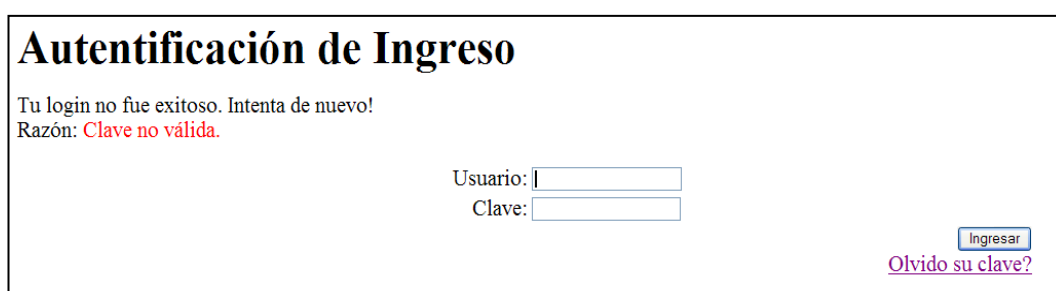 Autentificación de Ingreso
Tu login no fue exitoso. Intenta de nuevo!
Razón: Clave no válida.
Usuario:
Clave:
Ingresar
Olvido su clave?